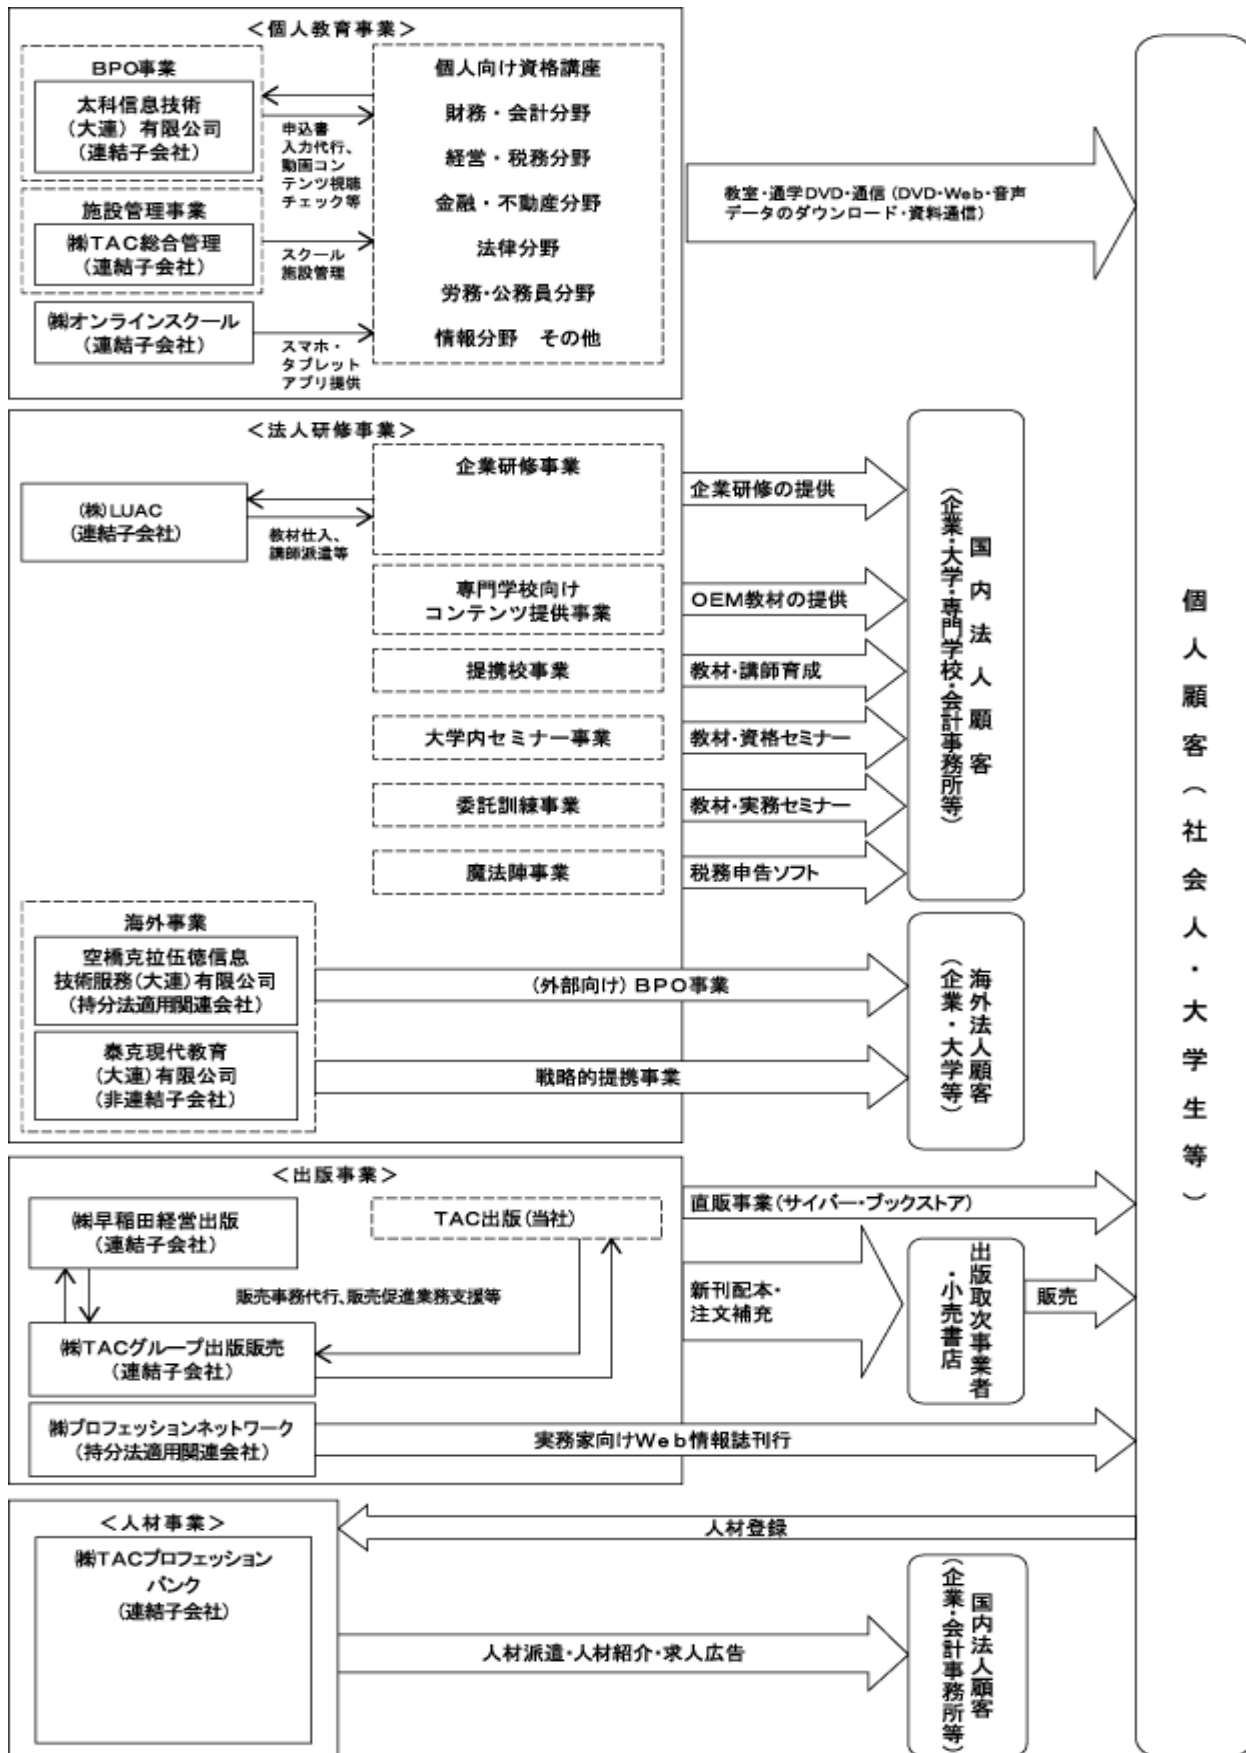 ＜個人教育事業＞
BPO事業
太科信息技術
（大連）有限公司
（連結子会社）
申込書
入力代行、
動画コン
テンツ視聴
チェック等
施設管理事業
㈱TAC総合管理
（連結子会社）
スクール
施設管理
㈱オンラインスクール
（連結子会社）
スマホ・
タブレット
アプリ提供
個人向け資格講座
財務・会計分野
経営・税務分野
金融・不動産分野
法律分野
労務・公務員分野
情報分野　その他
教室・通学DVD・通信（DVD・Web・音声
データのダウンロード・資料通信）
個人顧客（社会人・大学生等）
＜法人研修事業＞
(株)LUAC
（連結子会社）
教材仕入、
講師派遣等
企業研修事業
企業研修の提供
専門学校向け
コンテンツ提供事業
OEM教材の提供
提携校事業
教材・講師育成
大学内セミナー事業
教材・資格セミナー
委託訓練事業
教材・実務セミナー
魔法陣事業
税務申告ソフト
国内法人顧客
（企業・大学・専門学校・会計事務所等）
海外事業
空橋克拉伍徳信息
技術服務（大連）有限公司
（持分法適用関連会社）
（外部向け）BPO事業
泰克現代教育
（大連）有限公司
（非連結子会社）
戦略的提携事業
海外法人顧客
（企業・大学等）
＜出版事業＞
㈱早稲田経営出版
（連結子会社）
TAC出版（当社）
販売事務代行、販売促進業務支援等
㈱TACグループ出版販売
（連結子会社）
㈱プロフェッションネットワーク
（持分法適用関連会社）
直販事業（サイバー・ブックストア）
新刊配本・
注文補充
出版取次事業者
・小売書店
販売
実務家向けWeb情報誌刊行
＜人材事業＞
㈱TACプロフェッション
バンク
（連結子会社）
人材登録
人材派遣・人材紹介・求人広告
国内法人顧客
（企業・会計事務所等）